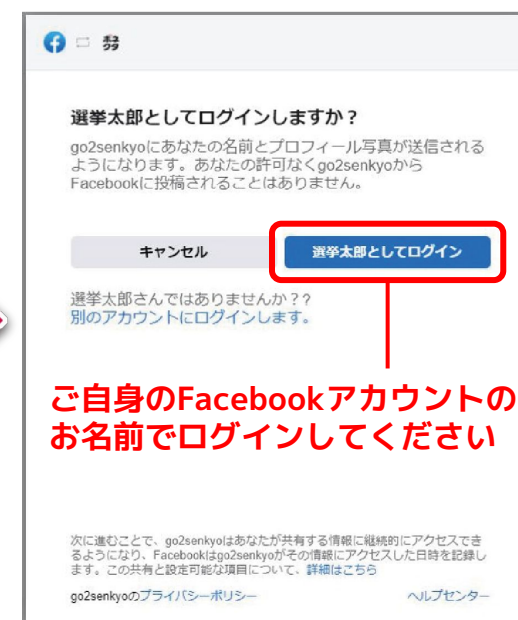 選挙太郎としてログインしますか？
go2senkyoにあなたの名前とプロフィール写真が送信される
ようになります。あなたの許可なくgo2senkyoから
Facebookに投稿されることはありません。
キャンセル
選挙太郎としてログイン
選挙太郎さんではありませんか??
別のアカウントにログインします。
ご自身のFacebookアカウントの
お名前でログインしてください
次に進むことで、go2senkyoはあなたが共有する情報に継続的にアクセスでき
るようになり、Facebookはgo2senkyoがその情報にアクセスした日時を記録し
ます。この共有と設定可能な項目について、詳細はこちら
go2senkyoのプライバシーポリシー
ヘルプセンター